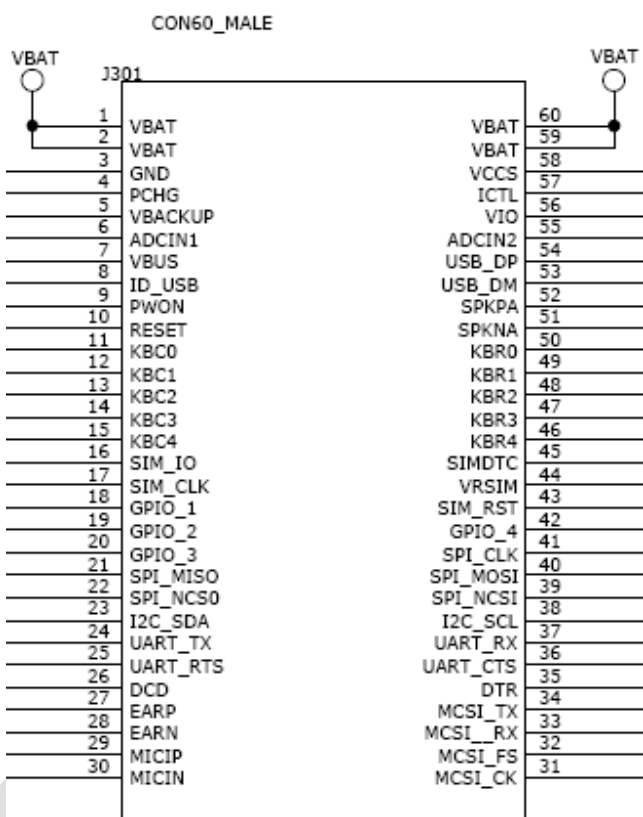 CON60_MALE
VBAT VBAT
J301
1 VBAT VBAT 60
2 VBAT VBAT 59
3 GND VCCS 58
4 PCHG ICTL 57
5 VBACKUP VIO 56
6 ADCIN1 ADCIN2 55
7 VBUS USB_DP 54
8 ID_USB USB_DM 53
9 PWON SPKPA 52
10 RESET SPKNA 51
11 KBC0 KBR0 50
12 KBC1 KBR1 49
13 KBC2 KBR2 48
14 KBC3 KBR3 47
15 KBC4 KBR4 46
16 SIM_IO SIMDTC 45
17 SIM_CLK VRSIM 44
18 GPIO_1 SIM_RST 43
19 GPIO_2 GPIO_4 42
20 GPIO_3 SPI_CLK 41
21 SPI_MISO SPI_MOSI 40
22 SPI_NCS0 SPI_NCSI 39
23 I2C_SDA I2C_SCL 38
24 UART_TX UART_RX 37
25 UART_RTS UART_CTS 36
26 DCD DTR 35
27 EARP MCSI_TX 34
28 EARN MCSI__RX 33
29 MICIP MCSI_FS 32
30 MICIN MCSI_CK 31